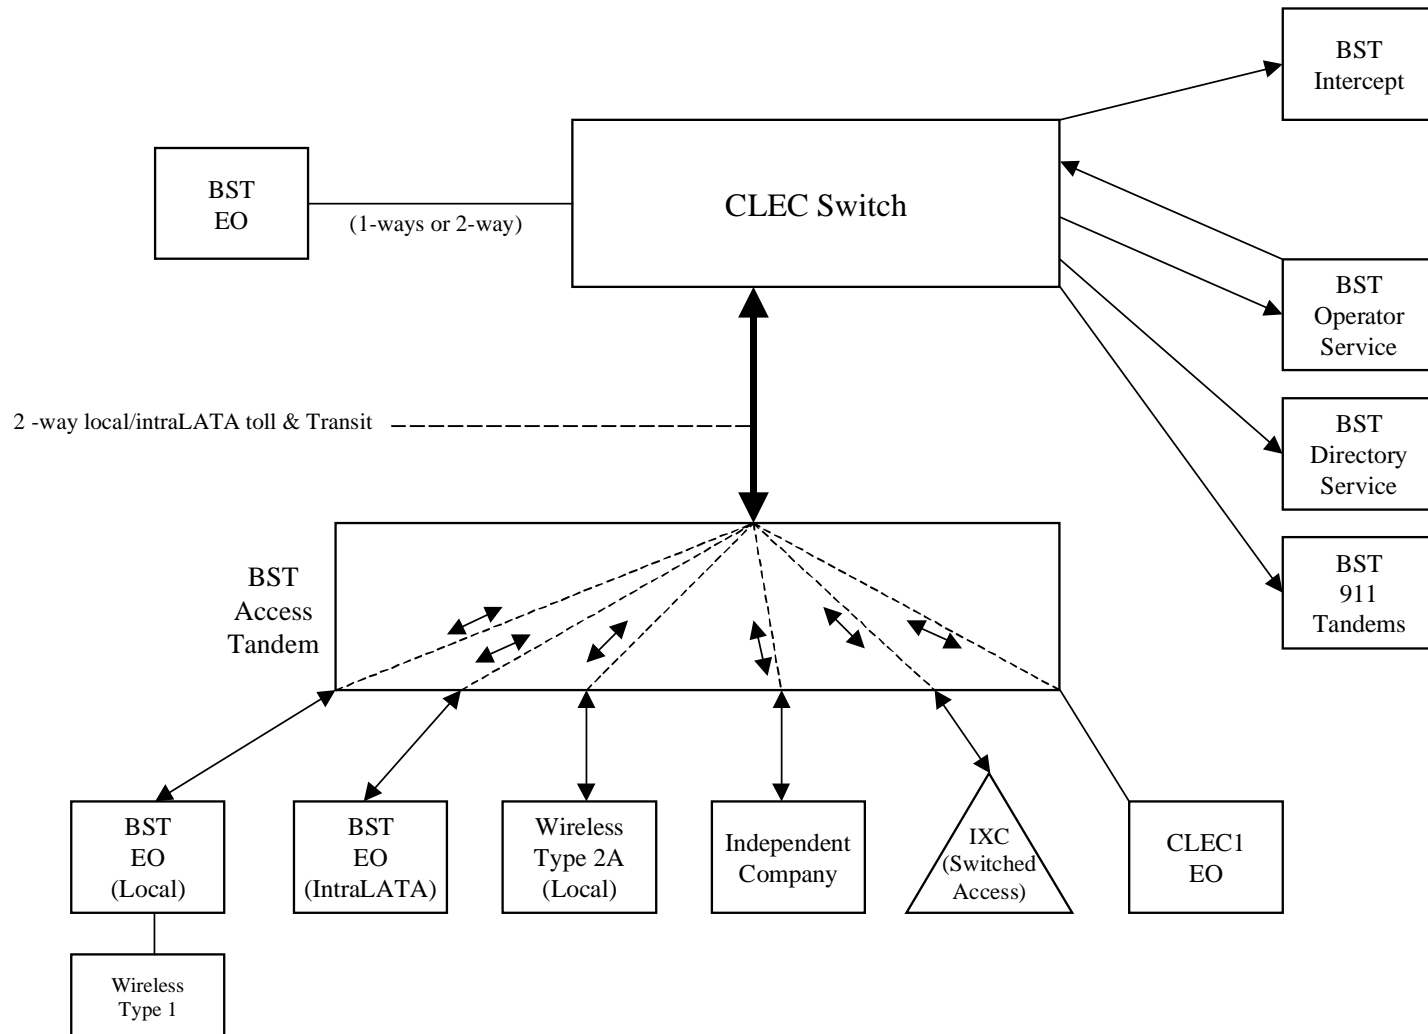 BST
Intercept
BST
EO
(1-ways or 2-way)
CLEC Switch
BST
Operator
Service
2 -way local/intraLATA toll & Transit
BST
Directory
Service
BST
911
Tandems
BST
Access
Tandem
BST
EO
(Local)
BST
EO
(IntraLATA)
Wireless
Type 2A
(Local)
Independent
Company
IXC
(Switched
Access)
CLEC1
EO
Wireless
Type 1